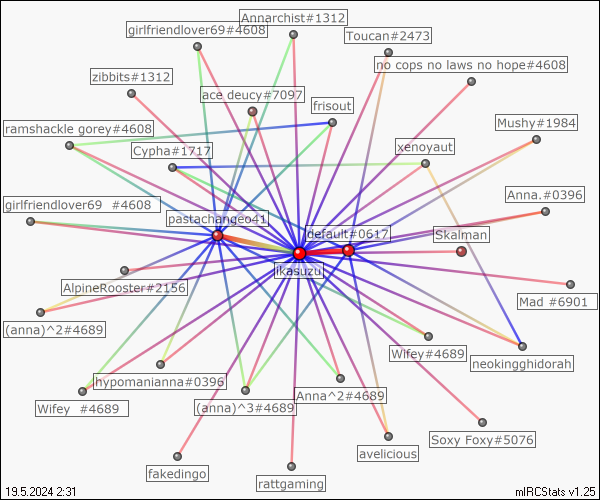 Annarchist#1312
girlfriendlover69#4608
Toucan#2473
no cops no laws no hope#4608
zibbits#1312
ace deucy#7097
frisout
Mushy#1984
ramshackle gorey#4608
xenoyaut
Cypha#1717
Anna.#0396
girlfriendlover69 #4608
pastachangeo41
default#0617
Skalman
jkasuzuj
AlpineRooster#2156
Mad #6901
(anna)^2#4689
Wlfey#4689
neokingghidorah
hypomanianna#0396
Anna^2#4689
Wifey #4689
(anna)^3#4689
Soxy Foxy#5076
avelicious
fakedingo
rattgaming
19.5.2024 2:31
mIRCStats v1.25